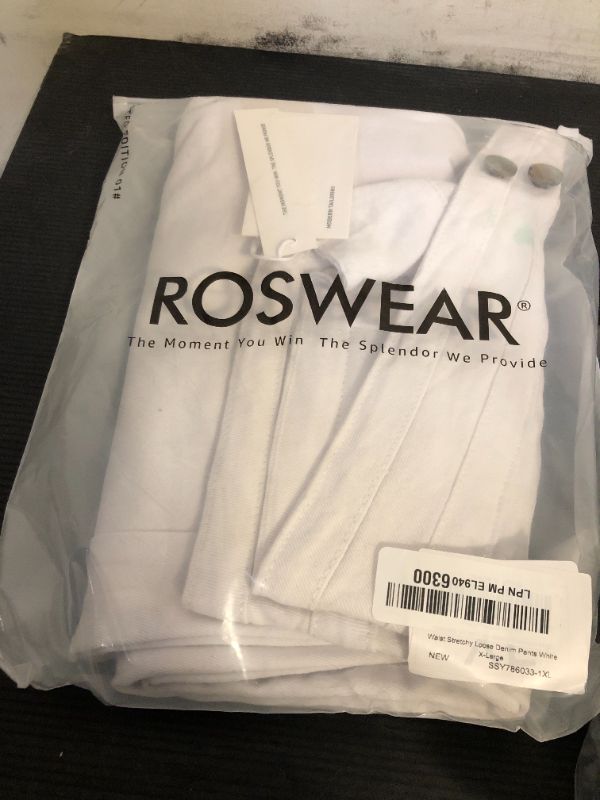 ROSWEAR®
The Moment You Win The Splendor We Provide
LPN PM EL940 6300
Waist Stretchy Loose Denim Pants White
X-Large
NEW
SSY786033-1XL